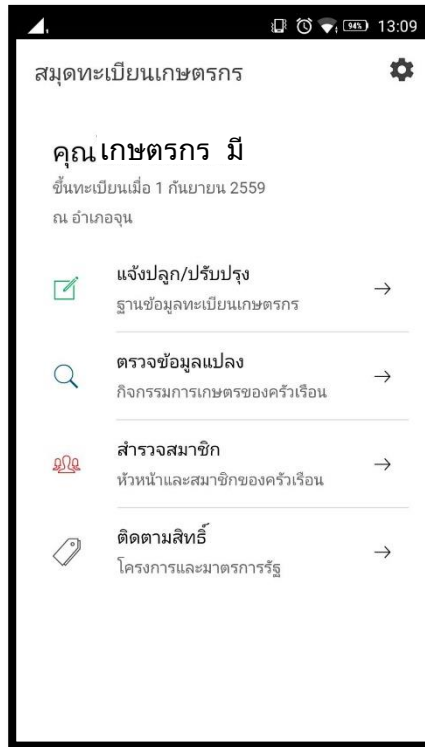 94% 13:09
สมุดทะเบียนเกษตรกร
คุณเกษตรกร มี
ขึ้นทะเบียนเมื่อ 1 กันยายน 2559
ณ อำเภอจุน
แจ้งปลูก/ปรับปรุง
ฐานข้อมูลทะเบียนเกษตรกร
ตรวจข้อมูลแปลง
กิจกรรมการเกษตรของครัวเรือน
สำรวจสมาชิก
หัวหน้าและสมาชิกของครัวเรือน
ติดตามสิทธิ์
โครงการและมาตรการรัฐ